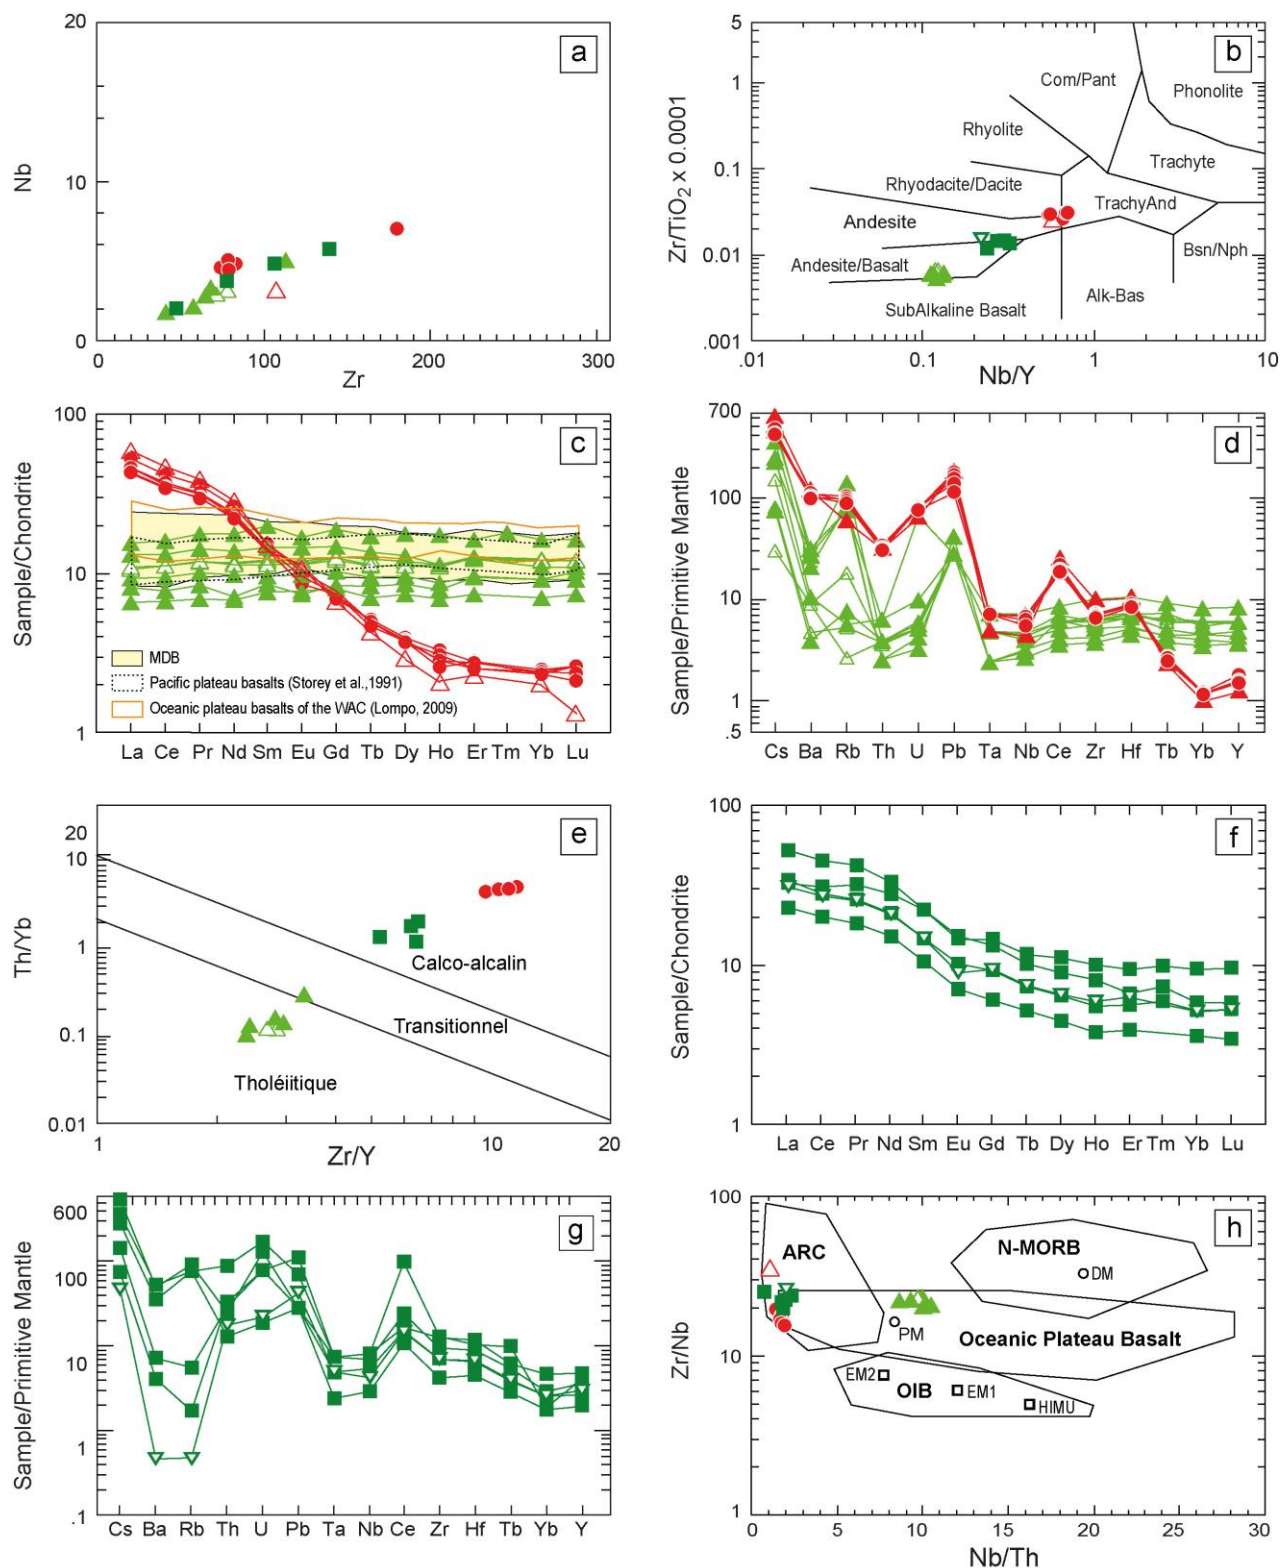 20
10
0
Nb
0
100
200
300
Zr
a
5
1
0.1
0.01
.001
Zr/TiO2 x 0.0001
Com/Pant
Phonolite
Rhyolite
Trachyte
Rhyodacite/Dacite
TrachyAnd
Andesite
Andesite/Basalt
Bsn/Nph
SubAlkaline Basalt
Alk-Bas
.01
0.1
1
10
Nb/Y
b
100
10
1
Sample/Chondrite
MDB
Pacific plateau basalts (Storey et al.,1991)
Oceanic plateau basalts of the WAC (Lompo, 2009)
La Ce Pr Nd Sm Eu Gd Tb Dy Ho Er Tm Yb Lu
c
700
100
10
1
.5
Sample/Primitive Mantle
Cs Ba Rb Th U Pb Ta Nb Ce Zr Hf Tb Yb Y
d
20
10
1
0.1
0.01
Th/Yb
Calco-alcalin
Transitionnel
Tholéiitique
1
10
20
Zr/Y
e
100
10
1
Sample/Chondrite
La Ce Pr Nd Sm Eu Gd Tb Dy Ho Er Tm Yb Lu
f
600
100
10
1
.1
Sample/Primitive Mantle
Cs Ba Rb Th U Pb Ta Nb Ce Zr Hf Tb Yb Y
g
100
10
1
Zr/Nb
ARC
N-MORB
DM
PM
Oceanic Plateau Basalt
EM2
OIB
EM1
HIMU
0
5
10
15
20
25
30
Nb/Th
h